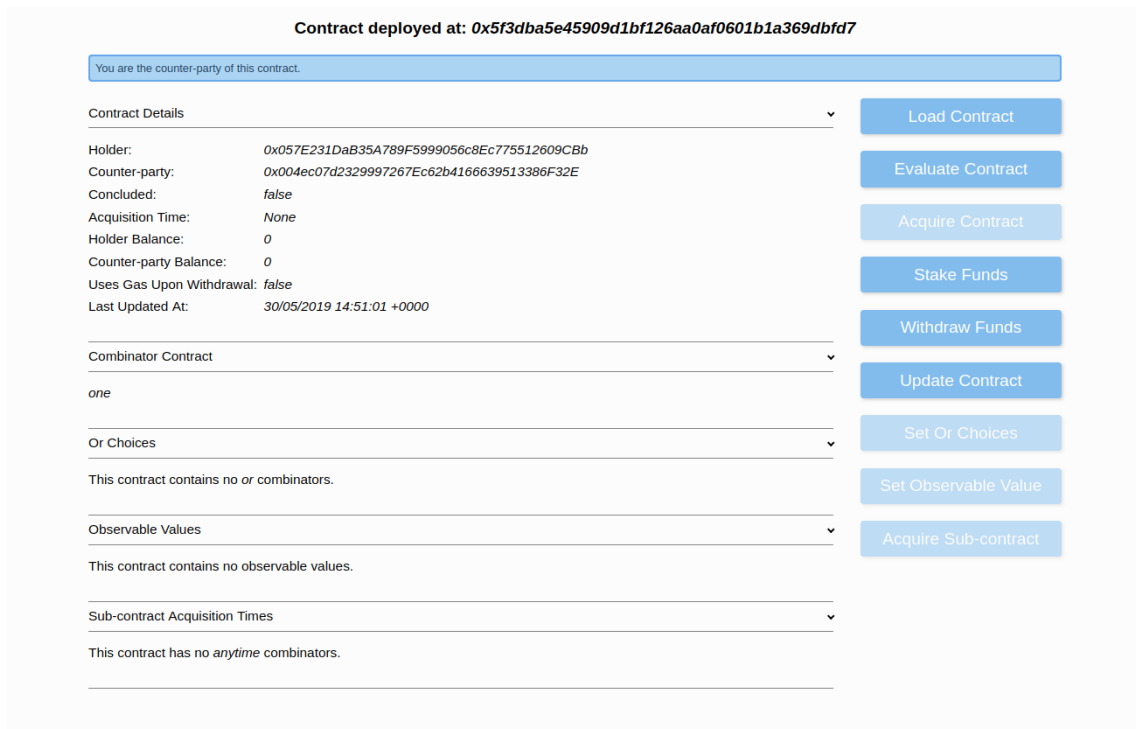 Contract deployed at: 0x5f3dba5e45909d1bf126aa0af0601b1a369dbfd7
You are the counter-party of this contract.
Contract Details
Holder: 0x057E231DaB35A789F5999056c8Ec775512609CBb
Counter-party: 0x004ec07d2329997267Ec62b4166639513386F32E
Concluded: false
Acquisition Time: None
Holder Balance: 0
Counter-party Balance: 0
Uses Gas Upon Withdrawal: false
Last Updated At: 30/05/2019 14:51:01 +0000
Combinator Contract
one
Or Choices
This contract contains no or combinators.
Observable Values
This contract contains no observable values.
Sub-contract Acquisition Times
This contract has no anytime combinators.
Load Contract
Evaluate Contract
Acquire Contract
Stake Funds
Withdraw Funds
Update Contract
Set Or Choices
Set Observable Value
Acquire Sub-contract